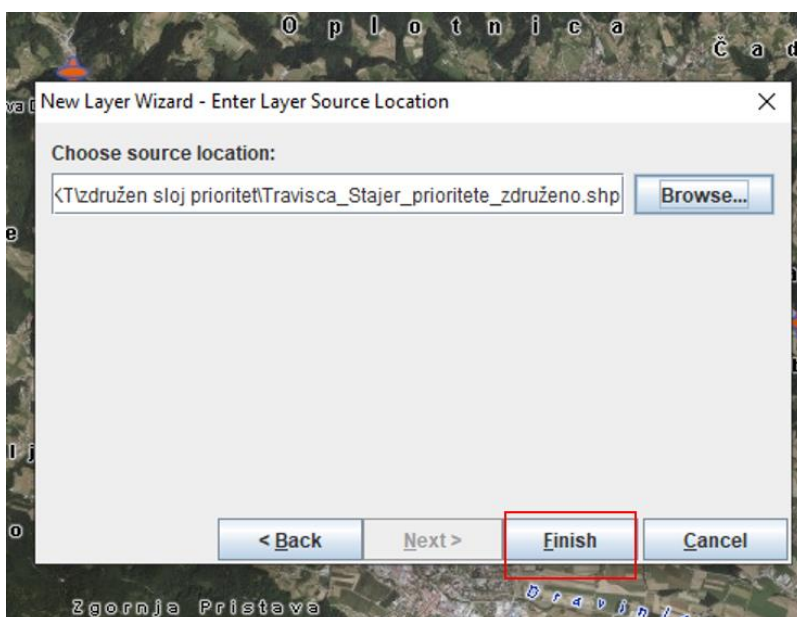 Oplotnica
New Layer Wizard - Enter Layer Source Location
Choose source location:
T\združen sloj prioritet\Travisca_Stajer_prioritete_združeno.shp
Browse...
< Back
Next >
Finish
Cancel
Zgornja Pristava